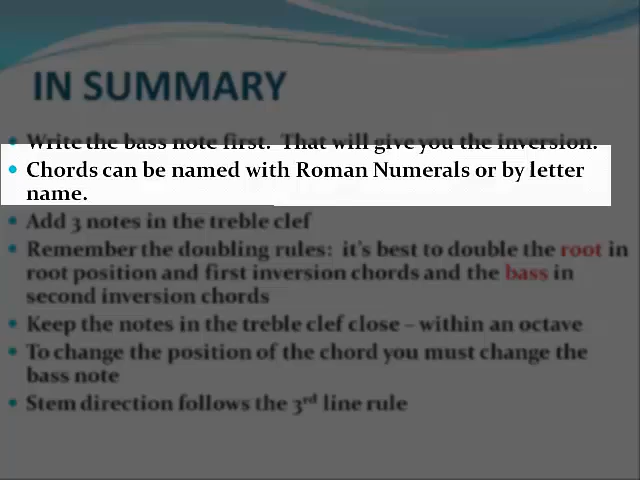 IN SUMMARY
Write the bass note first.  That will give you the inversion.
Chords can be named with Roman Numerals or by letter
name.
Add 3 notes in the treble clef
Remember the doubling rules:  it's best to double the root in
root position and first inversion chords and the bass in
second inversion chords
Keep the notes in the treble clef close – within an octave
To change the position of the chord you must change the
bass note
Stem direction follows the 3rd line rule